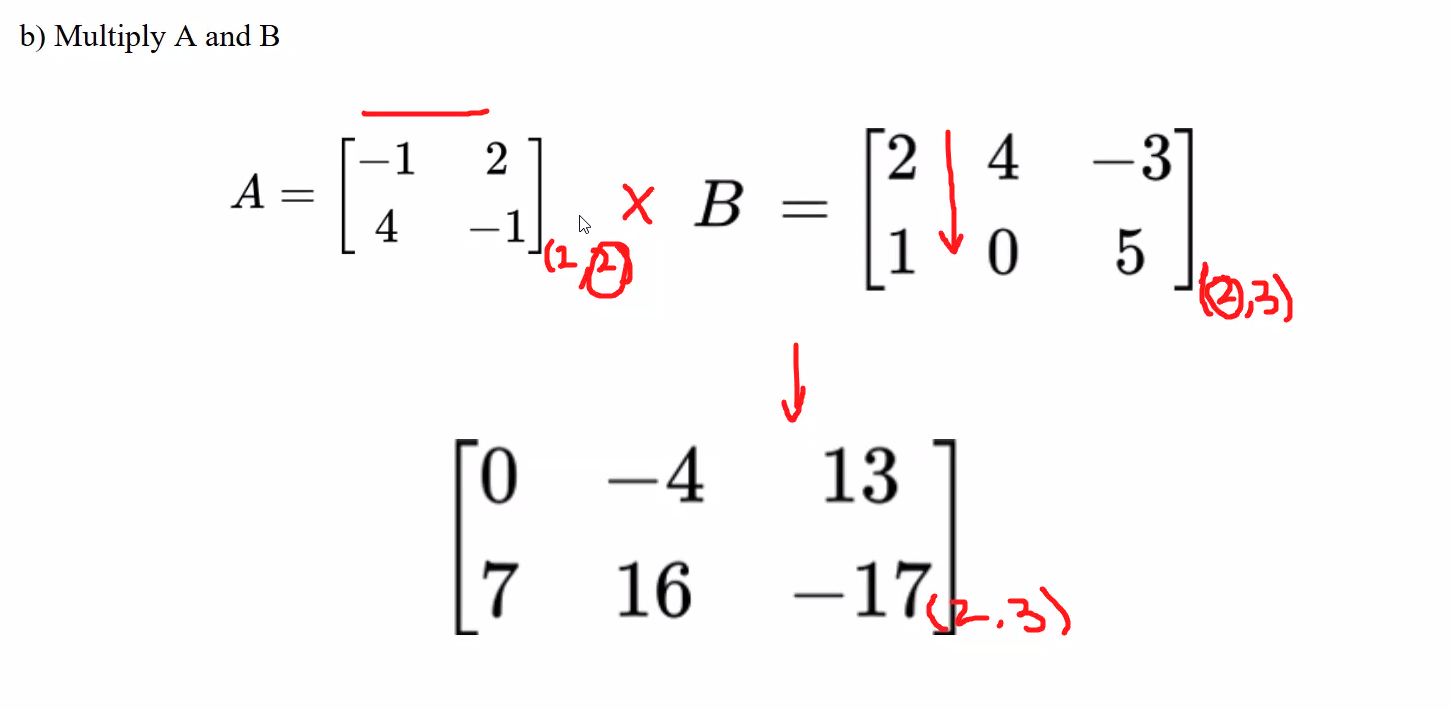 b) Multiply A and B
A = [−1 2
4 −1] (2,2) × B = [2 4 −3
1 0 5] (2,3)
[0 −4 13
7 16 −17] (2,3)